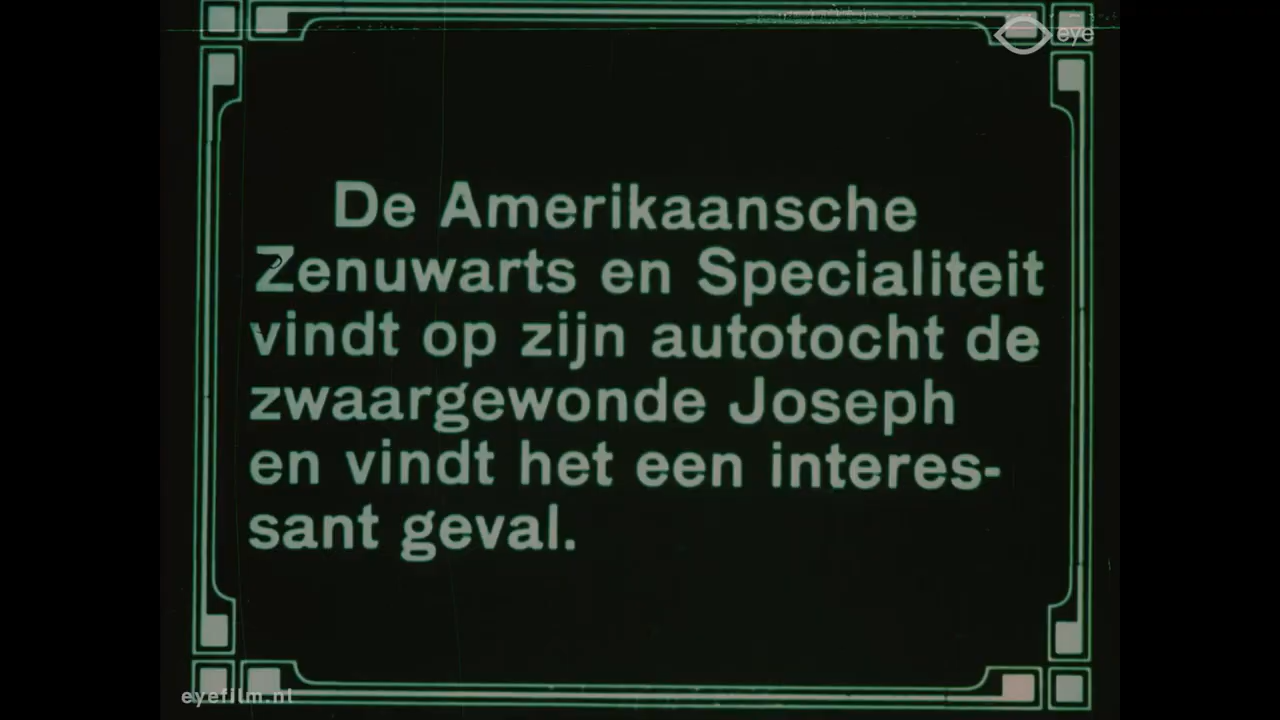 eye
De Amerikaansche
Zenuwarts en Specialiteit
vindt op zijn autotocht de
zwaargewonde Joseph
en vindt het een interes-
sant geval.
eyefilm.nl